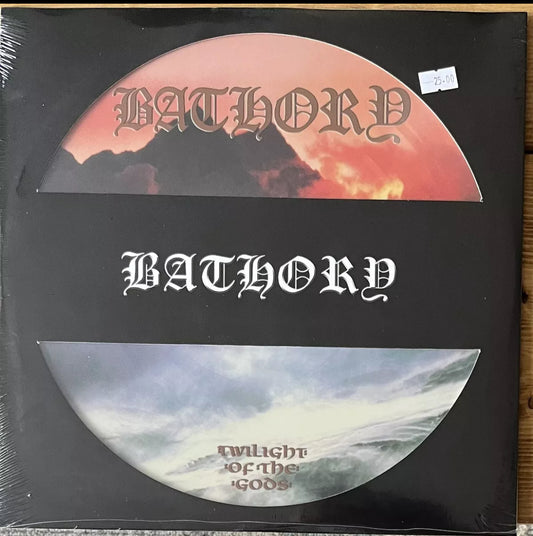 25.00
BATHORY
BATHORY
TWILIGHT
OF THE
GODS